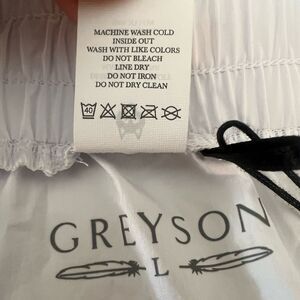 MACHINE WASH COLD
INSIDE OUT
WASH WITH LIKE COLORS
DO NOT BLEACH
LINE DRY
DO NOT IRON
DO NOT DRY CLEAN
40
GREYSON
L